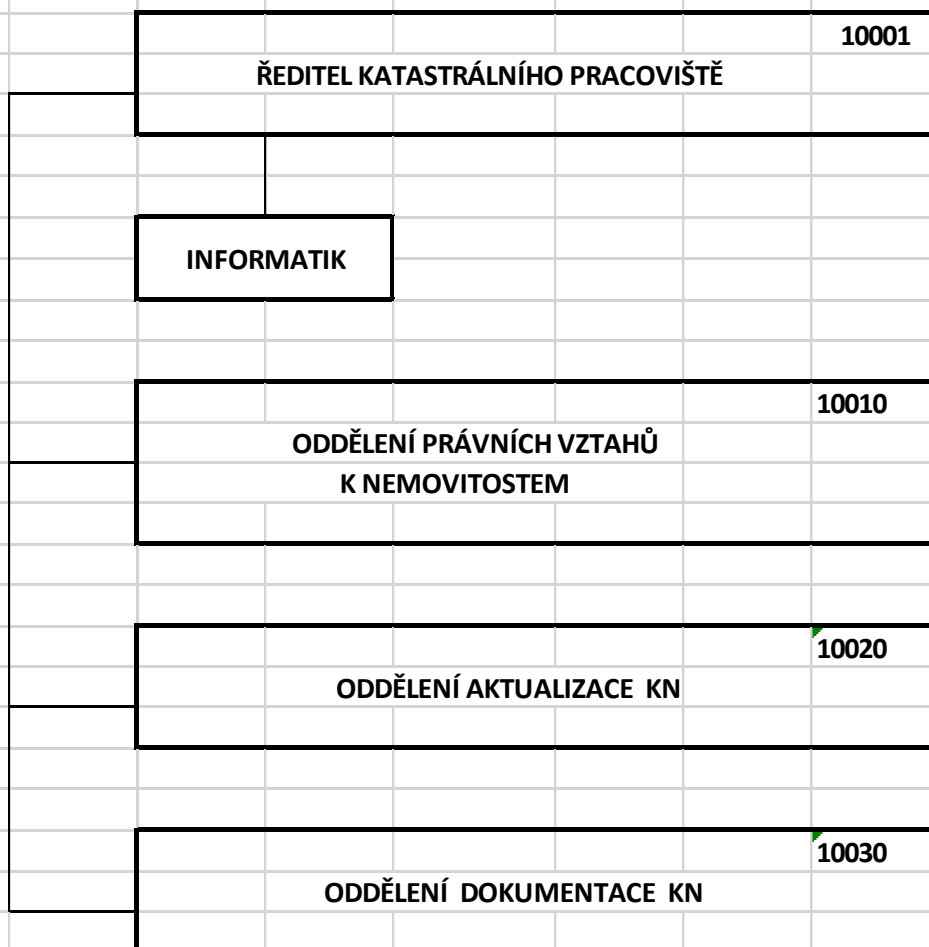 10001
ŘEDITEL KATASTRÁLNÍHO PRACOVIŠTĚ
INFORMATIK
10010
ODDĚLENÍ PRÁVNÍCH VZTAHŮ
K NEMOVITOSTEM
10020
ODDĚLENÍ AKTUALIZACE KN
10030
ODDĚLENÍ DOKUMENTACE KN